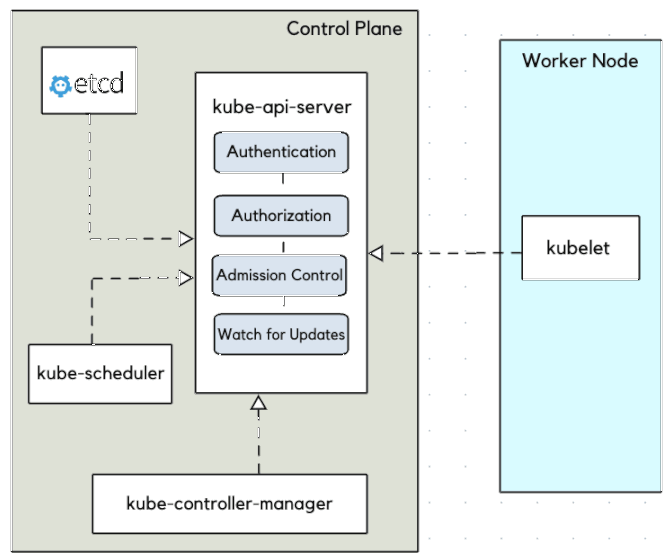 Control Plane
etcd
kube-api-server
Authentication
Authorization
Admission Control
Watch for Updates
kube-scheduler
kube-controller-manager
Worker Node
kubelet